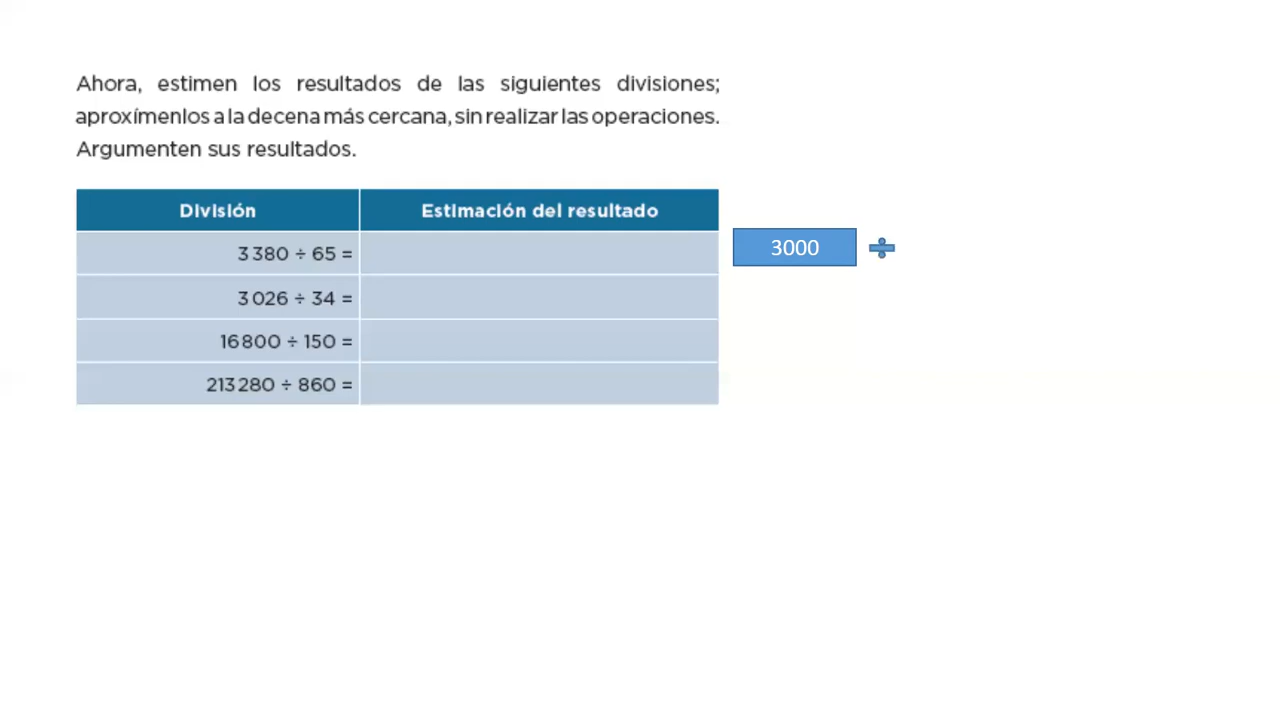 Ahora, estimen los resultados de las siguientes divisiones;
aproxímenlos a la decena más cercana, sin realizar las operaciones.
Argumenten sus resultados.
División Estimación del resultado
3 380 ÷ 65 =
3000 ÷
3 026 ÷ 34 =
16 800 ÷ 150 =
213 280 ÷ 860 =